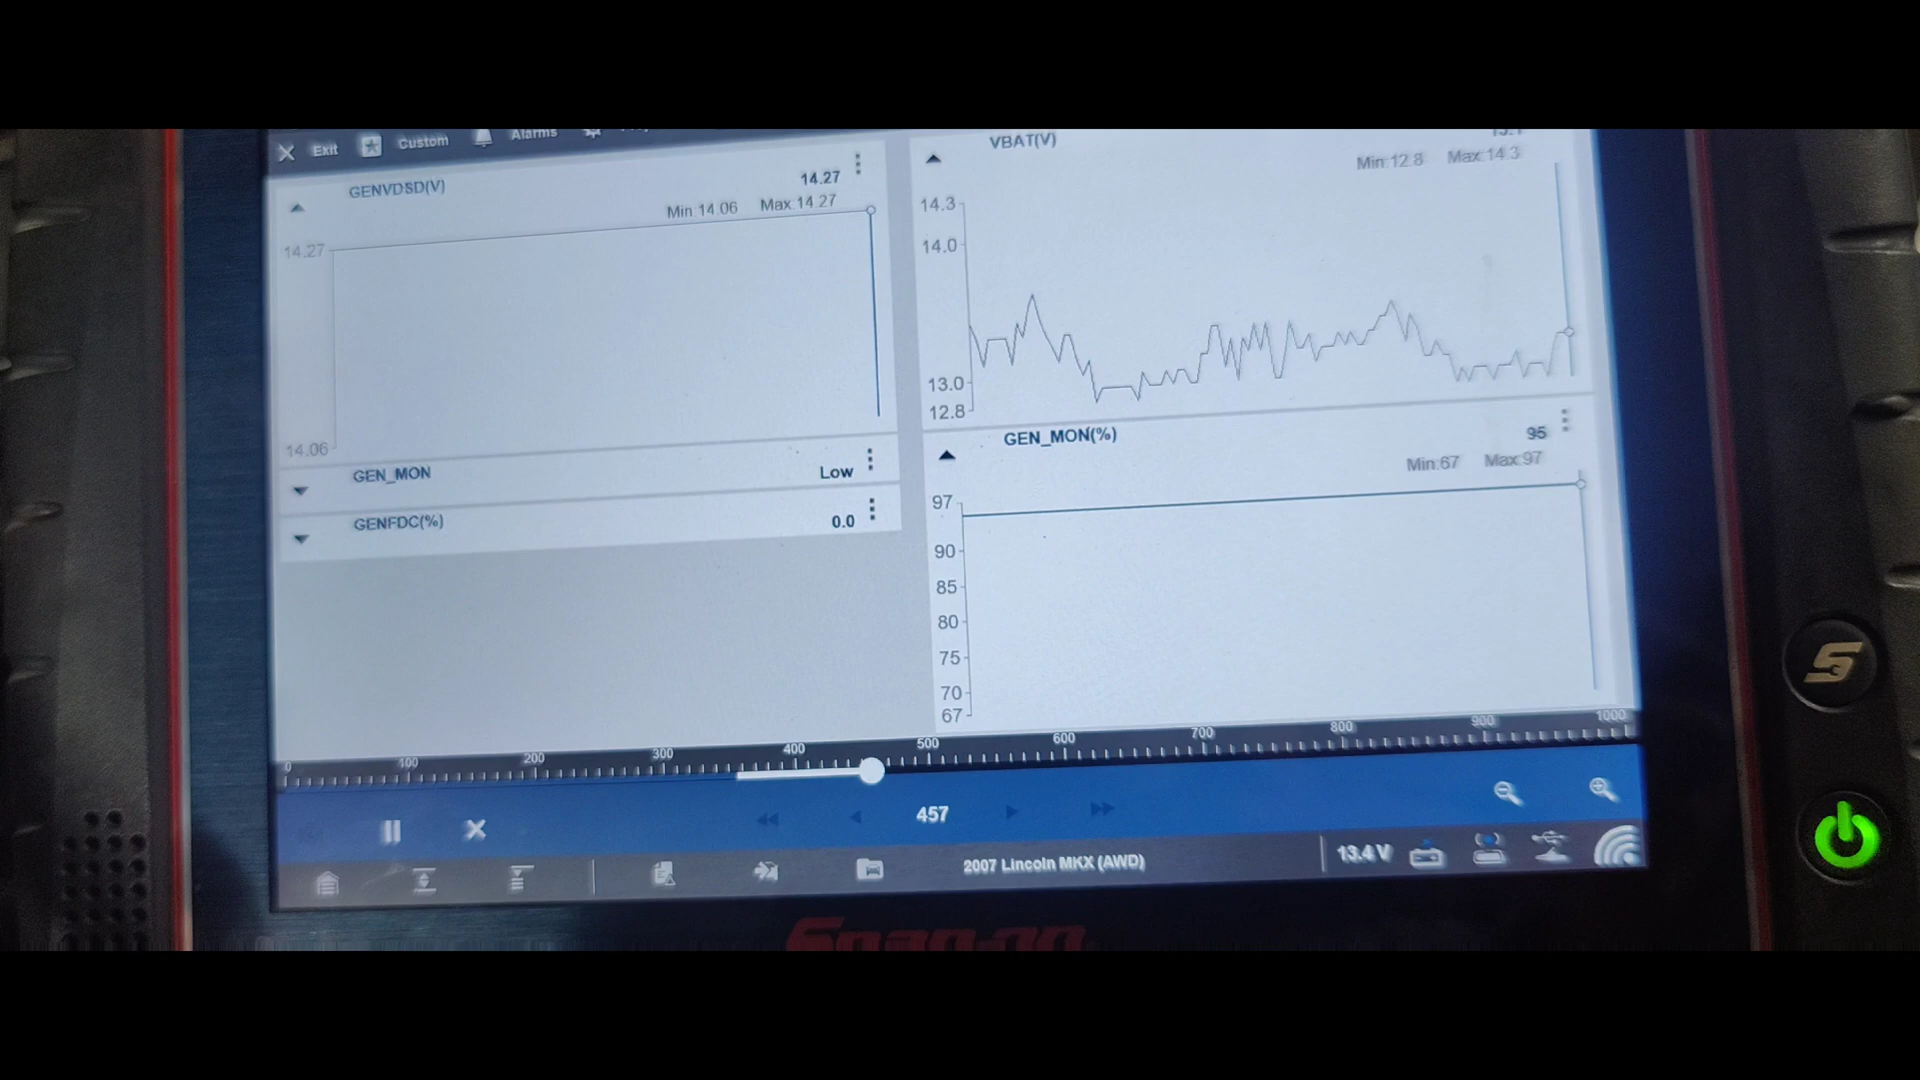 Exit Custom Alarms
GENVDSD(V)
14.27
Min:14.06 Max:14.27
14.27
14.06
GEN_MON
Low
GENFDC(%)
0.0
VBAT(V)
Min:12.8 Max:14.3
14.3
14.0
13.0
12.8
GEN_MON(%)
95
Min:67 Max:97
97
90
85
80
75
70
67
0 100 200 300 400 500 600 700 800 900 1000
457
2007 Lincoln MKX (AWD)
13.4 V
Snap-on
S